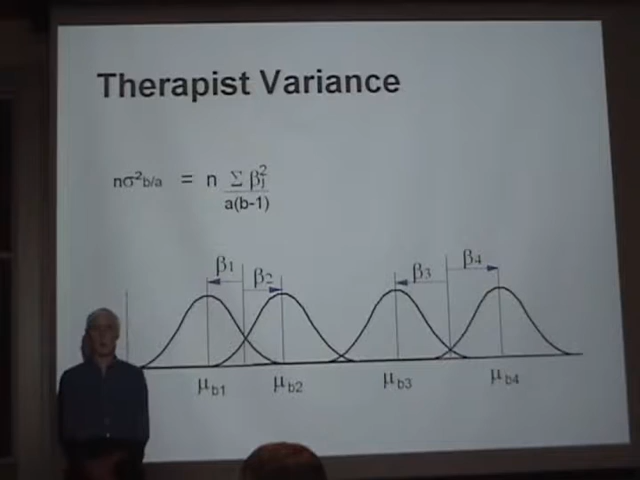 Therapist Variance
nσ²b/a = n Σ βj²
a(b-1)
β1 β2 β3 β4
μb1 μb2 μb3 μb4